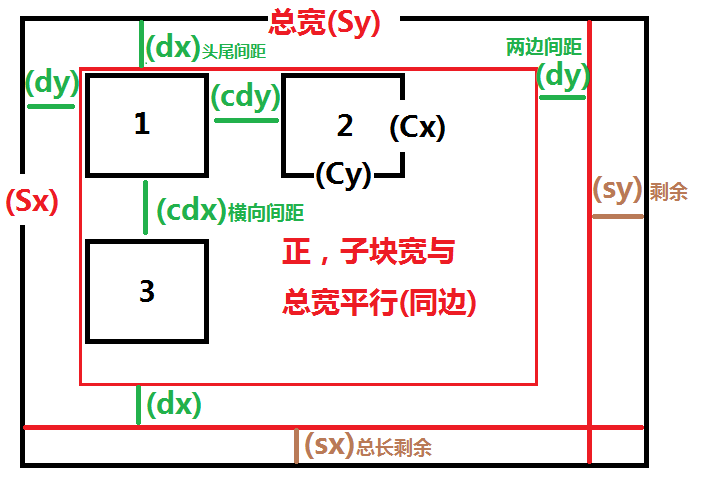 总宽(Sy)
(dx)头尾间距
两边间距
(dy)
(dy)
(cdy)
1
2
(Cx)
(Cy)
(Sx)
(sy)剩余
(cdx)横向间距
正，子块宽与
总宽平行(同边)
3
(dx)
(sx)总长剩余